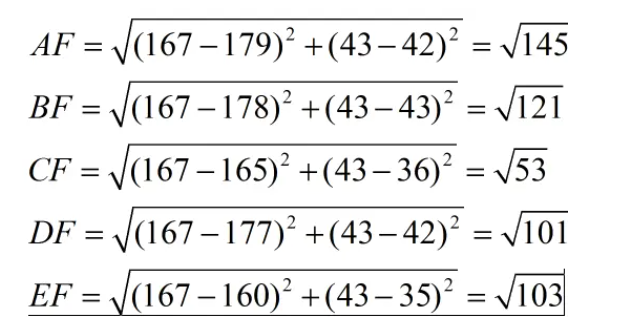 AF = √((167 – 179)² + (43 – 42)²) = √145
BF = √((167 – 178)² + (43 – 43)²) = √121
CF = √((167 – 165)² + (43 – 36)²) = √53
DF = √((167 – 177)² + (43 – 42)²) = √101
EF = √((167 – 160)² + (43 – 35)²) = √103